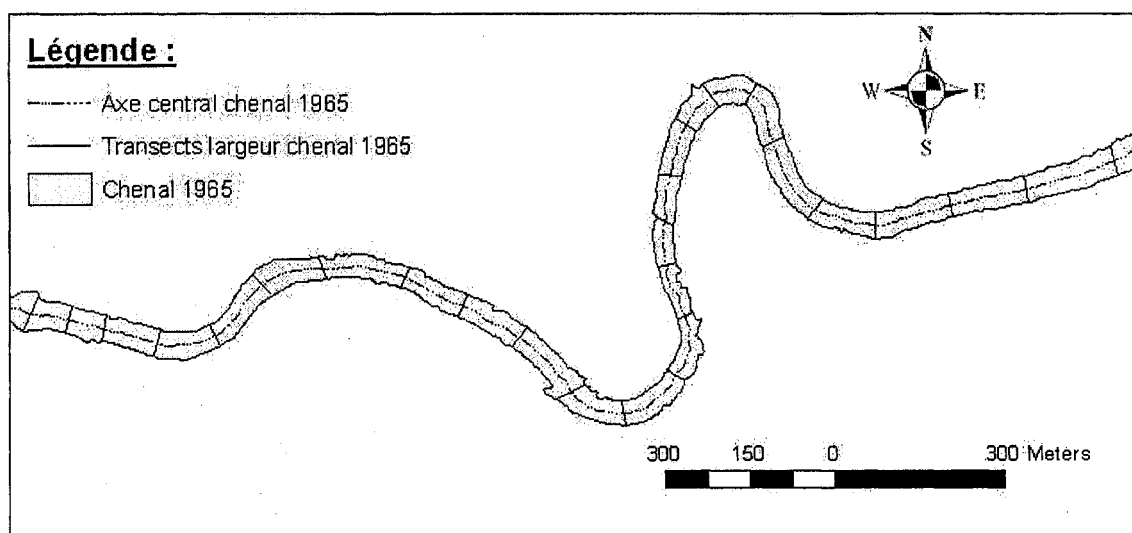 Légende :
Axe central chenal 1965
Transects largeur chenal 1965
Chenal 1965
N
W E
S
300 150 0 300 Meters